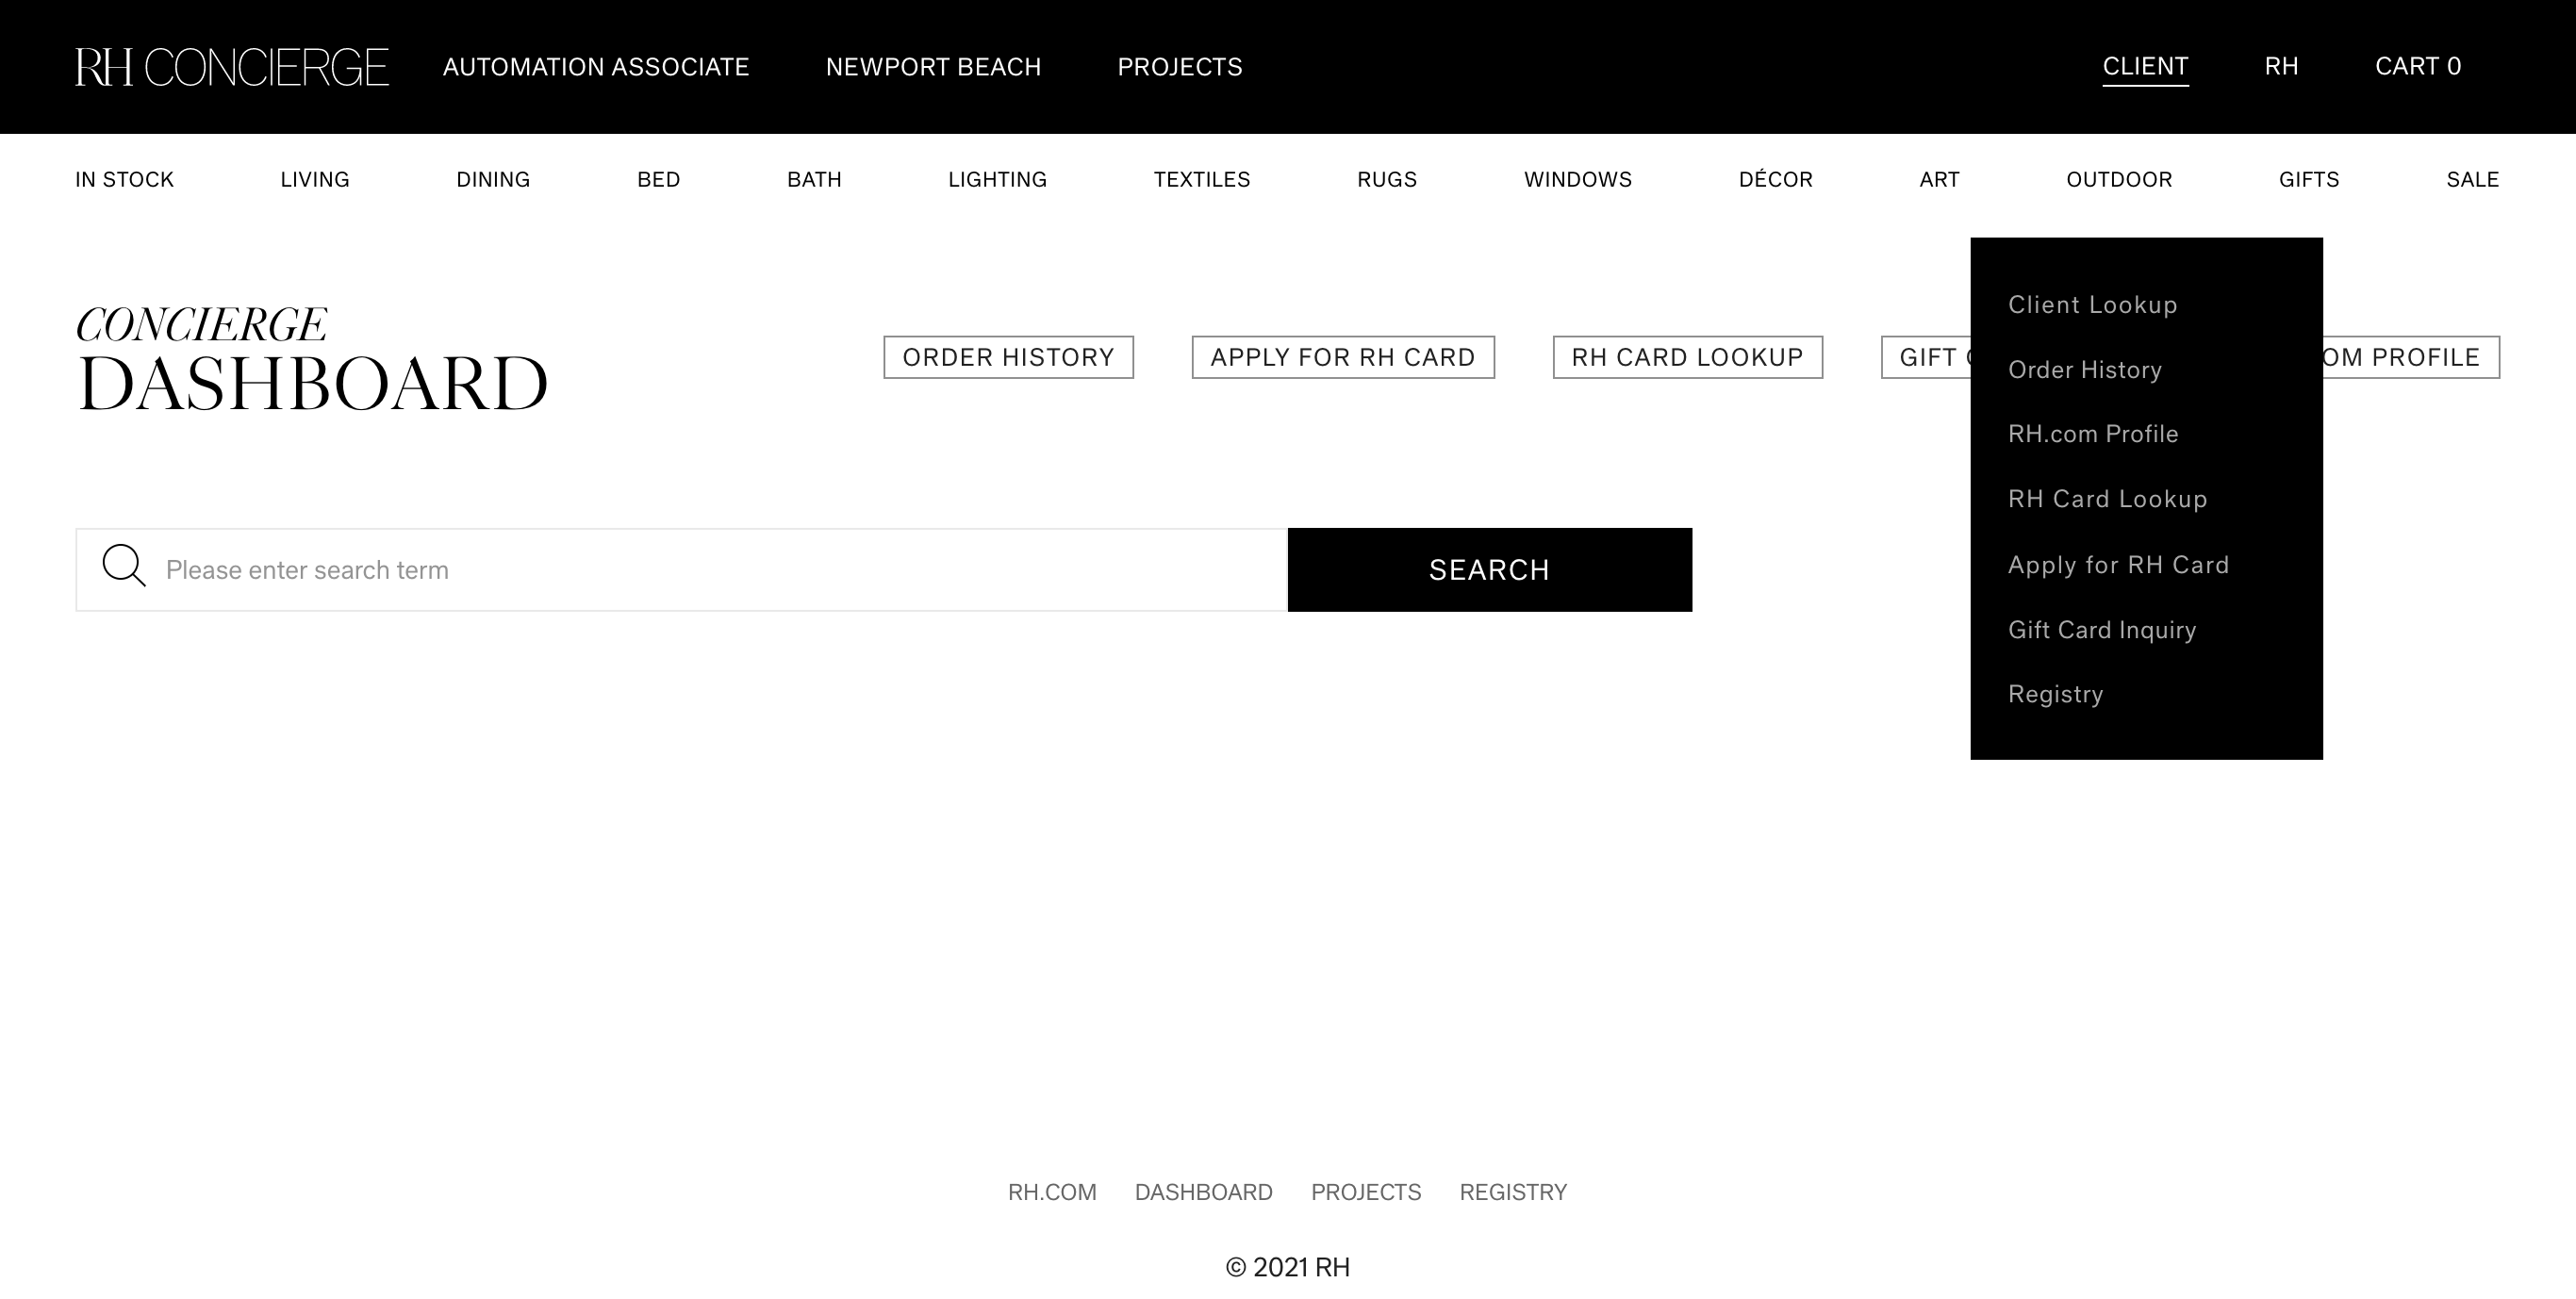 RH CONCIERGE AUTOMATION ASSOCIATE NEWPORT BEACH PROJECTS CLIENT RH CART 0
IN STOCK LIVING DINING BED BATH LIGHTING TEXTILES RUGS WINDOWS DÉCOR ART OUTDOOR GIFTS SALE
CONCIERGE
DASHBOARD
ORDER HISTORY APPLY FOR RH CARD RH CARD LOOKUP GIFT OM PROFILE
Client Lookup
Order History
RH.com Profile
RH Card Lookup
Apply for RH Card
Gift Card Inquiry
Registry
Please enter search term SEARCH
RH.COM DASHBOARD PROJECTS REGISTRY
© 2021 RH